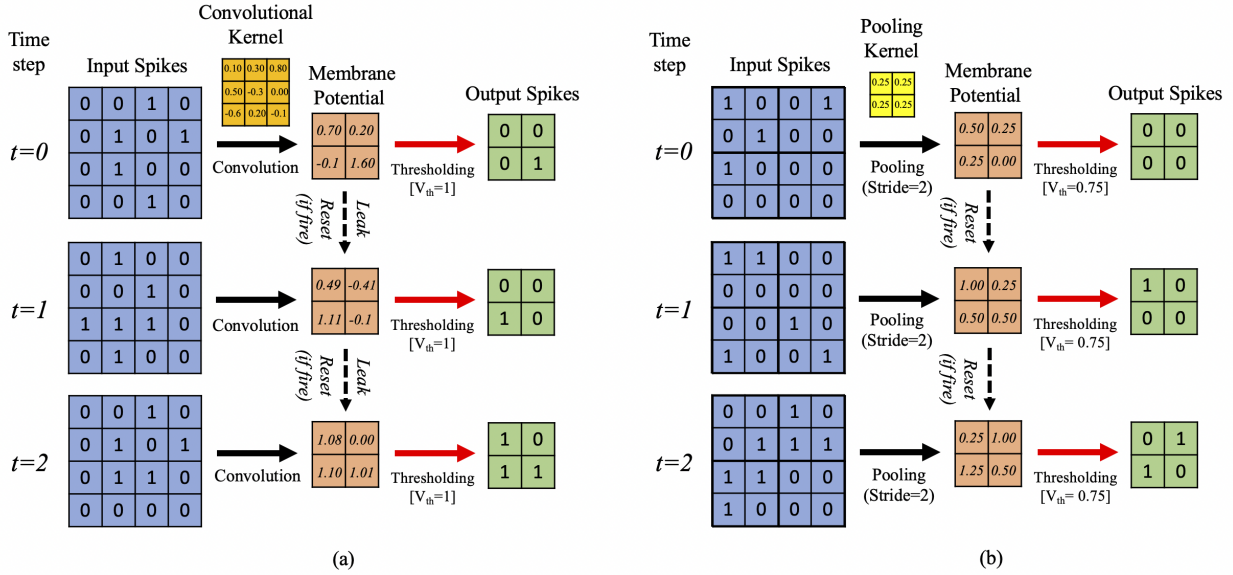 Time
step
Input Spikes
Convolutional
Kernel
0.10 0.30 0.80
0.50 -0.3 0.00
-0.6 0.20 -0.1
Membrane
Potential
Output Spikes
t=0
0 0 1 0
0 1 0 1
0 1 0 0
0 0 1 0
Convolution
0.70 0.20
-0.1 1.60
Thresholding
[Vth=1]
0 0
0 1
Leak
Reset
(if fire)
t=1
0 1 0 0
0 0 1 0
1 1 1 0
0 1 0 0
Convolution
0.49 -0.41
1.11 -0.1
Thresholding
[Vth=1]
0 0
1 0
Leak
Reset
(if fire)
t=2
0 0 1 0
0 1 0 1
0 1 1 0
0 0 0 0
Convolution
1.08 0.00
1.10 1.01
Thresholding
[Vth=1]
1 0
1 1
(a)
Time
step
Input Spikes
Pooling
Kernel
0.25 0.25
0.25 0.25
Membrane
Potential
Output Spikes
t=0
1 0 0 1
0 1 0 0
1 0 0 0
0 0 0 0
Pooling
(Stride=2)
0.50 0.25
0.25 0.00
Thresholding
[Vth=0.75]
0 0
0 0
Reset
(if fire)
t=1
1 1 0 0
0 0 0 0
0 0 1 0
1 0 0 1
Pooling
(Stride=2)
1.00 0.25
0.50 0.50
Thresholding
[Vth= 0.75]
1 0
0 0
Reset
(if fire)
t=2
0 0 1 0
0 1 1 1
1 1 0 0
1 0 0 0
Pooling
(Stride=2)
0.25 1.00
1.25 0.50
Thresholding
[Vth= 0.75]
0 1
1 0
(b)